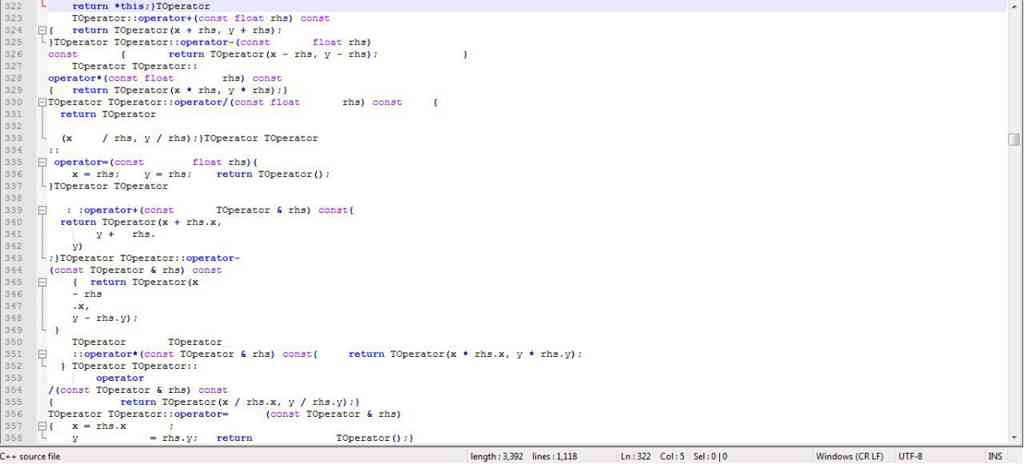 322 return *this;}TOperator
323 TOperator::operator+(const float rhs) const
324 { return TOperator(x + rhs, y + rhs);
325 }TOperator TOperator::operator-(const float rhs)
326 const { return TOperator(x - rhs, y - rhs); }
327 TOperator TOperator::
328 operator*(const float rhs) const
329 { return TOperator(x * rhs, y * rhs);}
330 TOperator TOperator::operator/(const float rhs) const {
331 return TOperator
332
333 (x / rhs, y / rhs);}TOperator TOperator
334 ::
335 operator=(const float rhs){
336 x = rhs; y = rhs; return TOperator();
337 }TOperator TOperator
338
339 : :operator+(const TOperator & rhs) const{
340 return TOperator(x + rhs.x,
341 y + rhs.
342 y)
343 ;}TOperator TOperator::operator-
344 (const TOperator & rhs) const
345 { return TOperator(x
346 - rhs
347 .x,
348 y - rhs.y);
349 }
350 TOperator TOperator
351 ::operator*(const TOperator & rhs) const{ return TOperator(x * rhs.x, y * rhs.y);
352 } TOperator TOperator::
353 operator
354 /(const TOperator & rhs) const
355 { return TOperator(x / rhs.x, y / rhs.y);}
356 TOperator TOperator::operator= (const TOperator & rhs)
357 { x = rhs.x ;
358 y = rhs.y; return TOperator();}
C++ source file length : 3,392 lines : 1,118 Ln : 322 Col : 5 Sel : 0 | 0 Windows (CR LF) UTF-8 INS